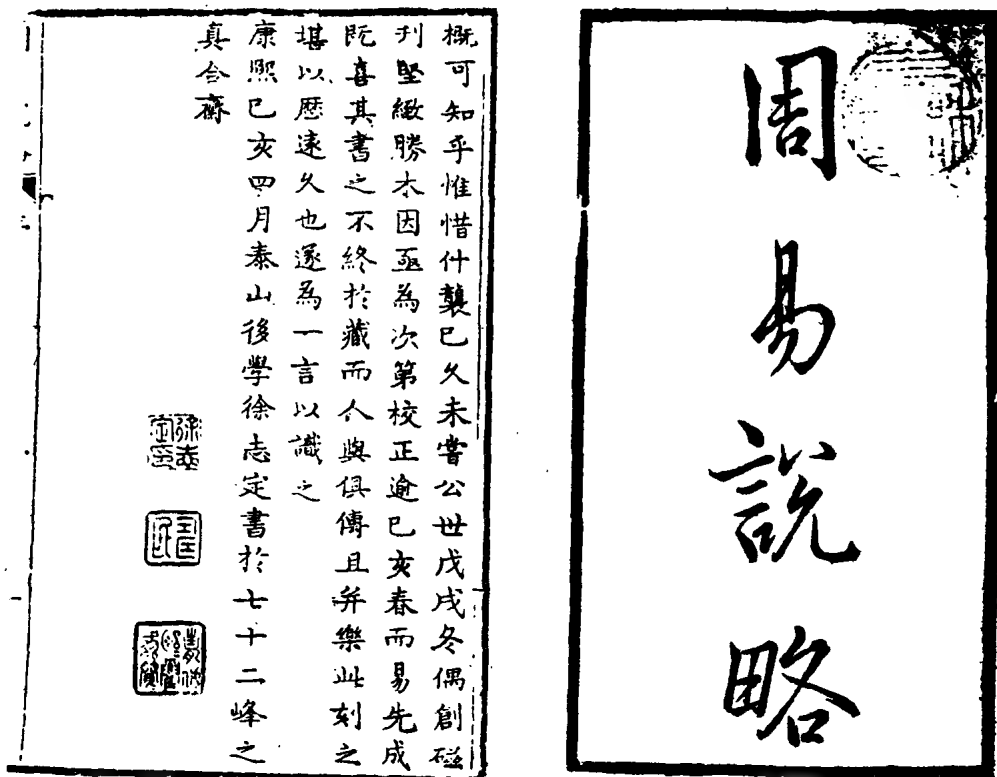 周易説略
概可知乎惟惜什襲已久未嘗公世戊戌冬偶創磁
刋堅緻勝木因亟為次第校正逾己亥春而易先成
既喜其書之不終於藏而人與俱傳且并樂此刻之
堪以歴遠久也遂為一言以識之
康熙己亥四月泰山後學徐志定書於七十二峰之
真合齋